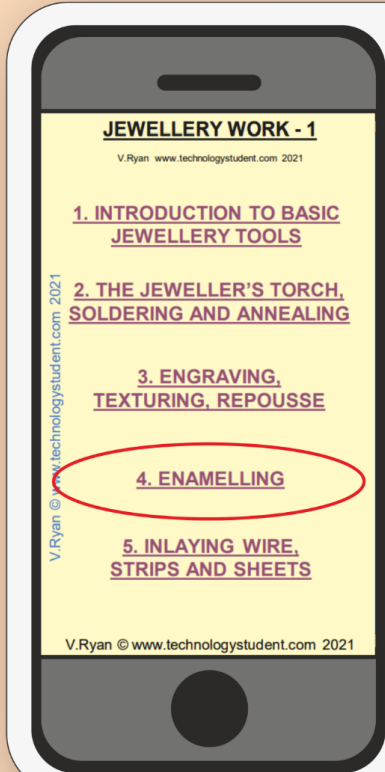 JEWELLERY WORK - 1
V.Ryan www.technologystudent.com 2021
1. INTRODUCTION TO BASIC
JEWELLERY TOOLS
2. THE JEWELLER'S TORCH,
SOLDERING AND ANNEALING
3. ENGRAVING,
TEXTURING, REPOUSSE
4. ENAMELLING
5. INLAYING WIRE,
STRIPS AND SHEETS
V.Ryan © www.technologystudent.com 2021
V.Ryan © www.technologystudent.com 2021